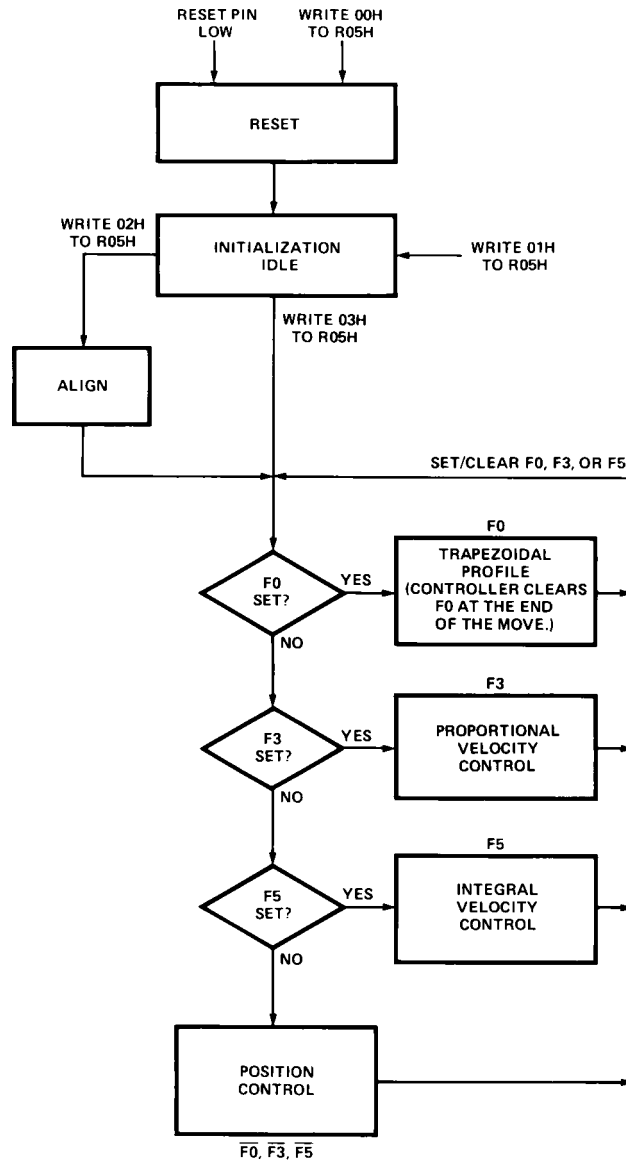 RESET PIN
LOW
WRITE 00H
TO R05H
RESET
WRITE 02H
TO R05H
INITIALIZATION
IDLE
WRITE 01H
TO R05H
WRITE 03H
TO R05H
ALIGN
SET/CLEAR F0, F3, OR F5
F0
F0
SET?
YES
TRAPEZOIDAL
PROFILE
(CONTROLLER CLEARS
F0 AT THE END
OF THE MOVE.)
NO
F3
F3
SET?
YES
PROPORTIONAL
VELOCITY
CONTROL
NO
F5
F5
SET?
YES
INTEGRAL
VELOCITY
CONTROL
NO
POSITION
CONTROL
F̅0̅, F̅3̅, F̅5̅